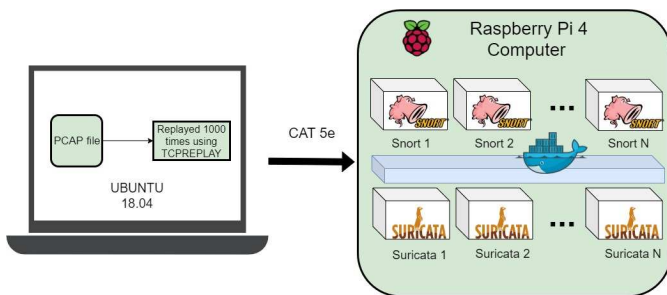 PCAP file
Replayed 1000
times using
TCPREPLAY
UBUNTU
18.04
CAT 5e
Raspberry Pi 4
Computer
SNORT
SNORT
...
SNORT
Snort 1
Snort 2
Snort N
SURICATA
SURICATA
...
SURICATA
Suricata 1
Suricata 2
Suricata N